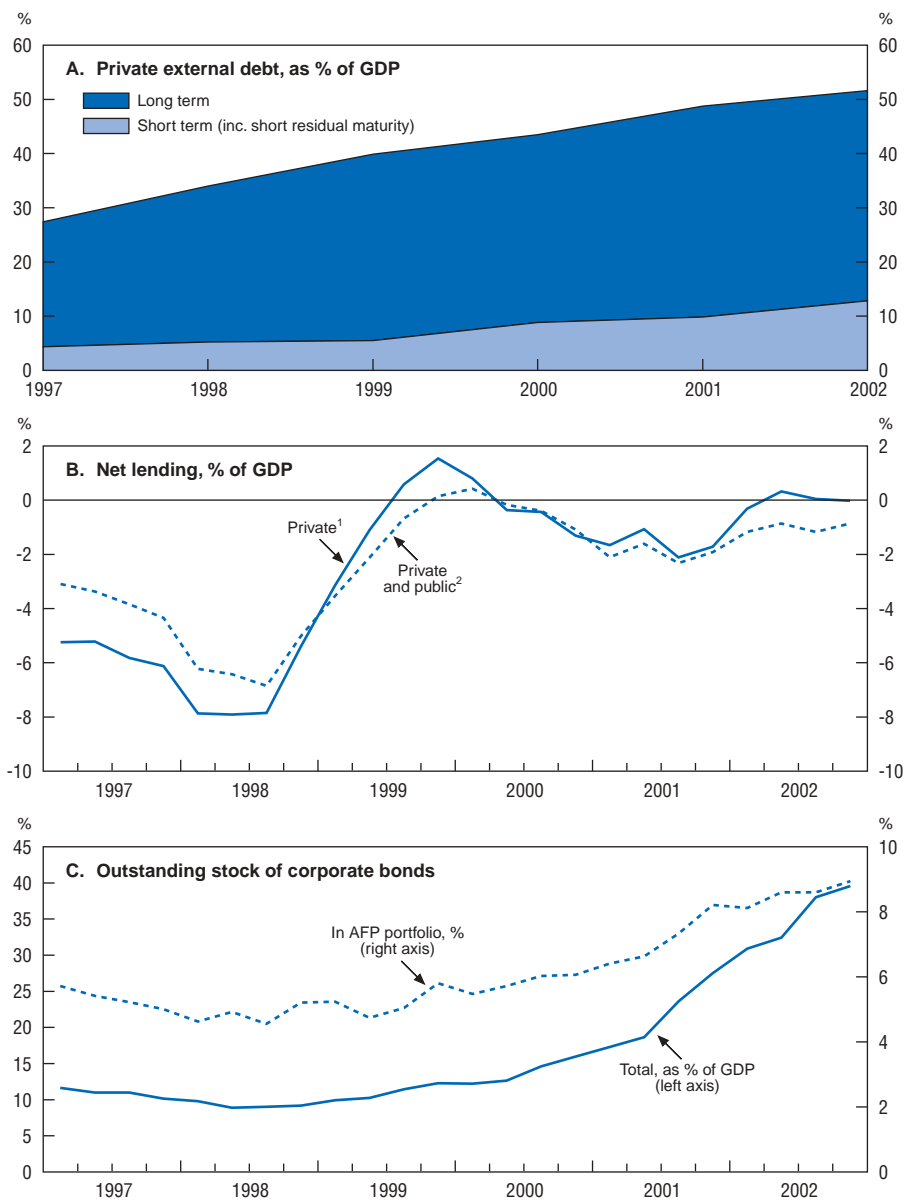 % %
60 60
A. Private external debt, as % of GDP
50 50
Long term
Short term (inc. short residual maturity)
40 40
30 30
20 20
10 10
0 0
1997 1998 1999 2000 2001 2002
% %
2 2
B. Net lending, % of GDP
0 0
Private¹
-2 -2
Private
and public²
-4 -4
-6 -6
-8 -8
-10 -10
1997 1998 1999 2000 2001 2002
% %
45 10
C. Outstanding stock of corporate bonds
40
8
35
In AFP portfolio, %
(right axis)
30
6
25
20
4
15
Total, as % of GDP
(left axis)
10
2
5
0 0
1997 1998 1999 2000 2001 2002